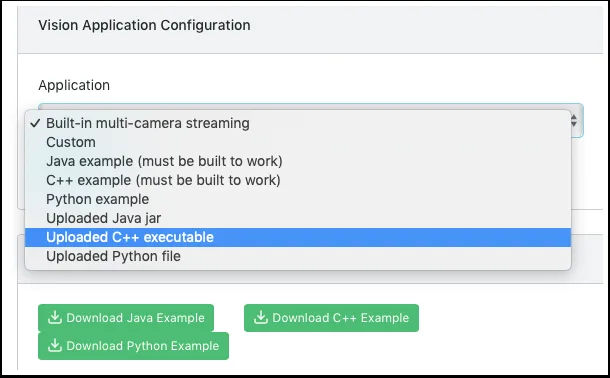 Vision Application Configuration
Application
✓ Built-in multi-camera streaming
Custom
Java example (must be built to work)
C++ example (must be built to work)
Python example
Uploaded Java jar
Uploaded C++ executable
Uploaded Python file
Download Java Example Download C++ Example
Download Python Example